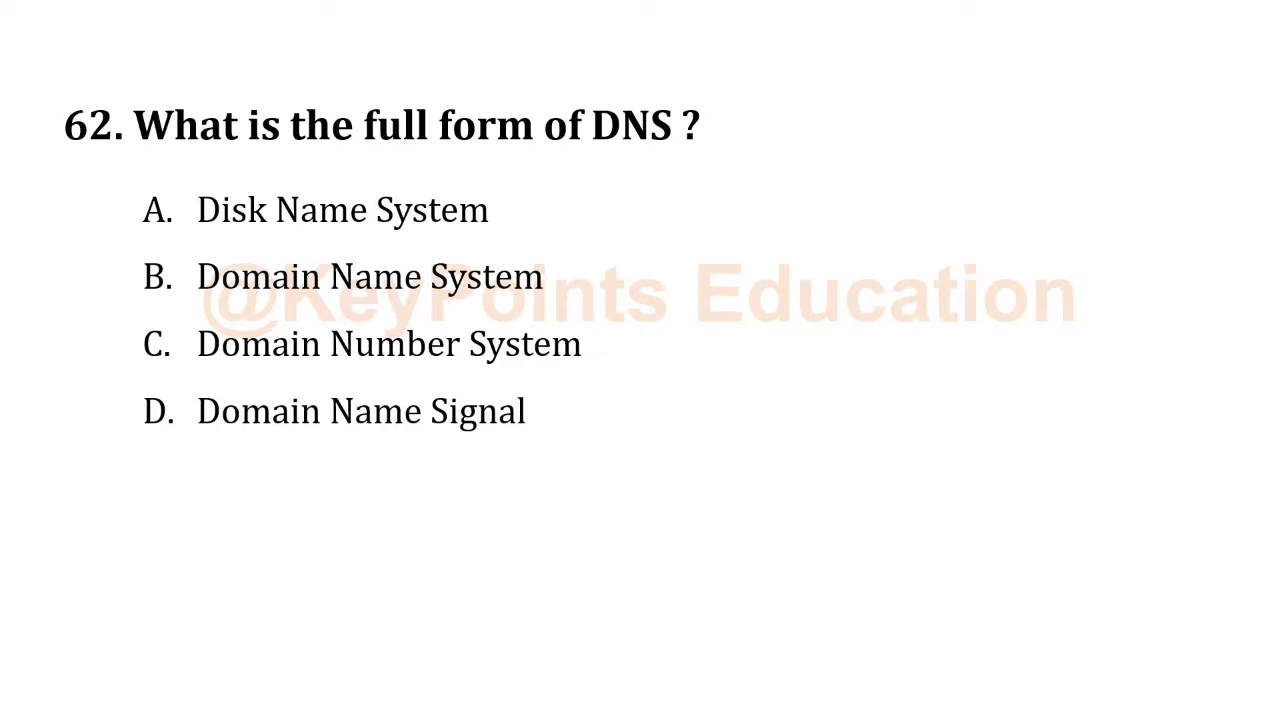 62. What is the full form of DNS ?
A. Disk Name System
B. Domain Name System
@KeyPoints Education
C. Domain Number System
D. Domain Name Signal